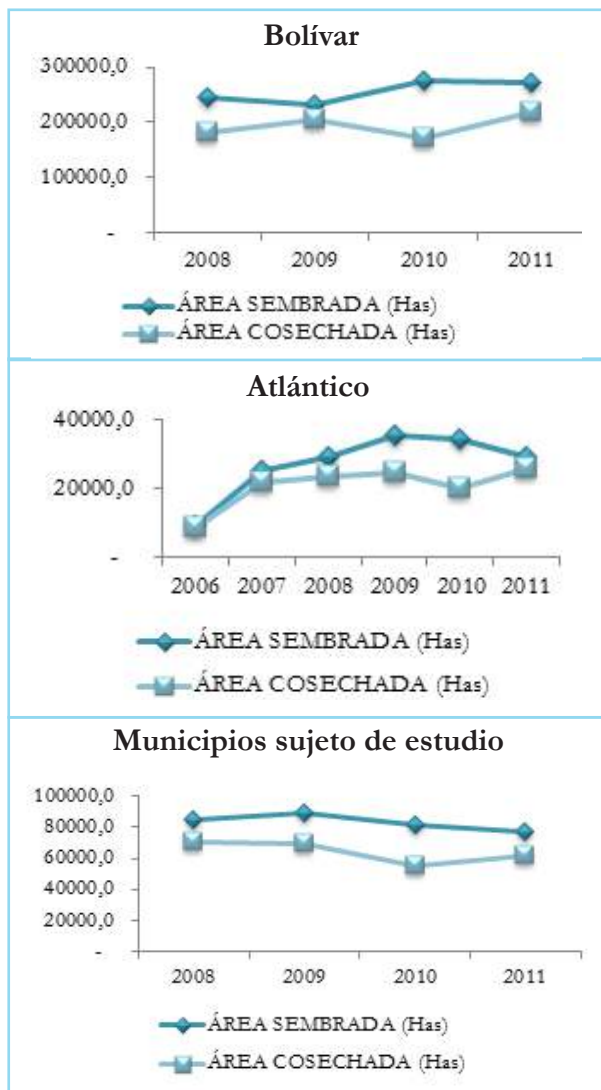 Bolívar
300000,0
200000,0
100000,0
-
2008 2009 2010 2011
ÁREA SEMBRADA (Has)
ÁREA COSECHADA (Has)
Atlántico
40000,0
20000,0
-
2006 2007 2008 2009 2010 2011
ÁREA SEMBRADA (Has)
ÁREA COSECHADA (Has)
Municipios sujeto de estudio
100000,0
80000,0
60000,0
40000,0
20000,0
-
2008 2009 2010 2011
ÁREA SEMBRADA (Has)
ÁREA COSECHADA (Has)